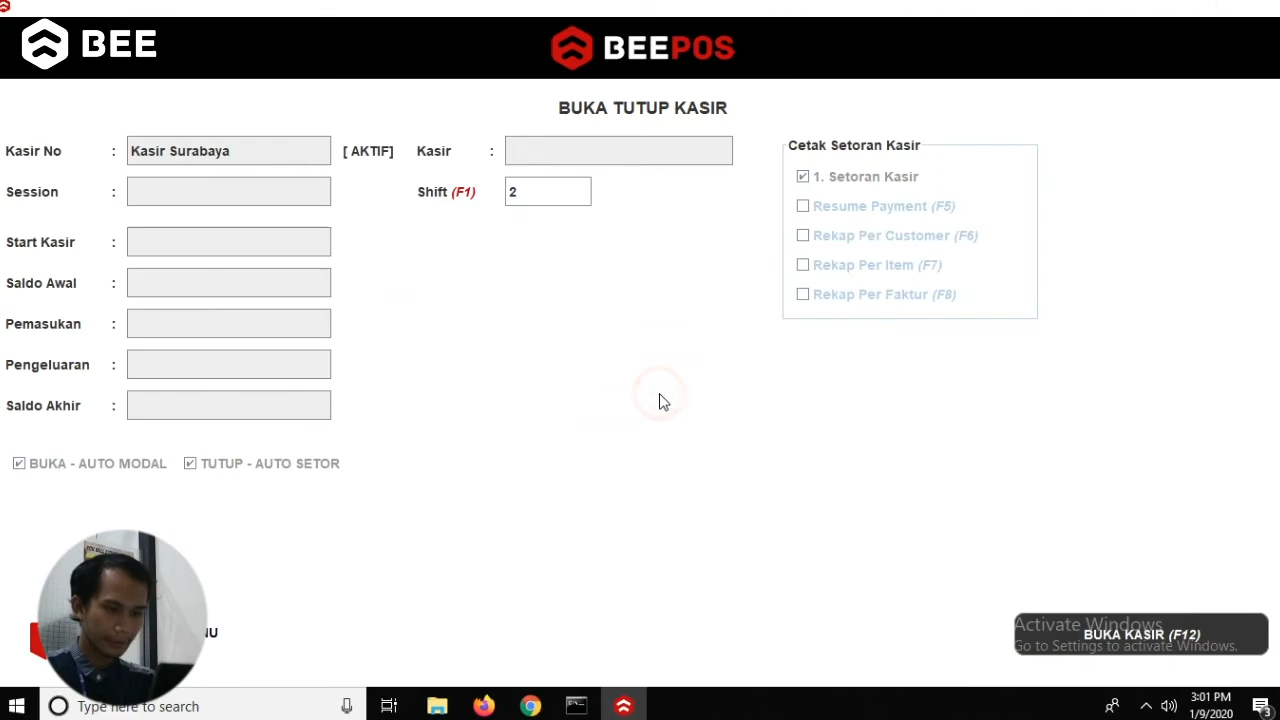 BEE
BEEPOS
BUKA TUTUP KASIR
Kasir No : Kasir Surabaya [ AKTIF] Kasir :
Session : Shift (F1) 2
Start Kasir :
Saldo Awal :
Pemasukan :
Pengeluaran :
Saldo Akhir :
BUKA - AUTO MODAL TUTUP - AUTO SETOR
Cetak Setoran Kasir
1. Setoran Kasir
Resume Payment (F5)
Rekap Per Customer (F6)
Rekap Per Item (F7)
Rekap Per Faktur (F8)
NU
Activate Windows
BUKA KASIR (F12)
Go to Settings to activate Windows.
Type here to search
3:01 PM
1/9/2020
3